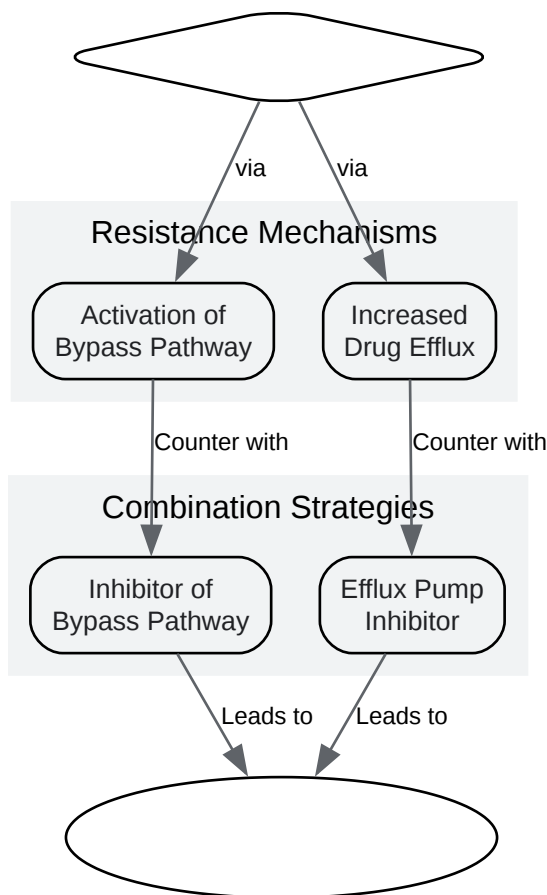 via
via
Resistance Mechanisms
Activation of
Bypass Pathway
Increased
Drug Efflux
Counter with
Counter with
Combination Strategies
Inhibitor of
Bypass Pathway
Efflux Pump
Inhibitor
Leads to
Leads to